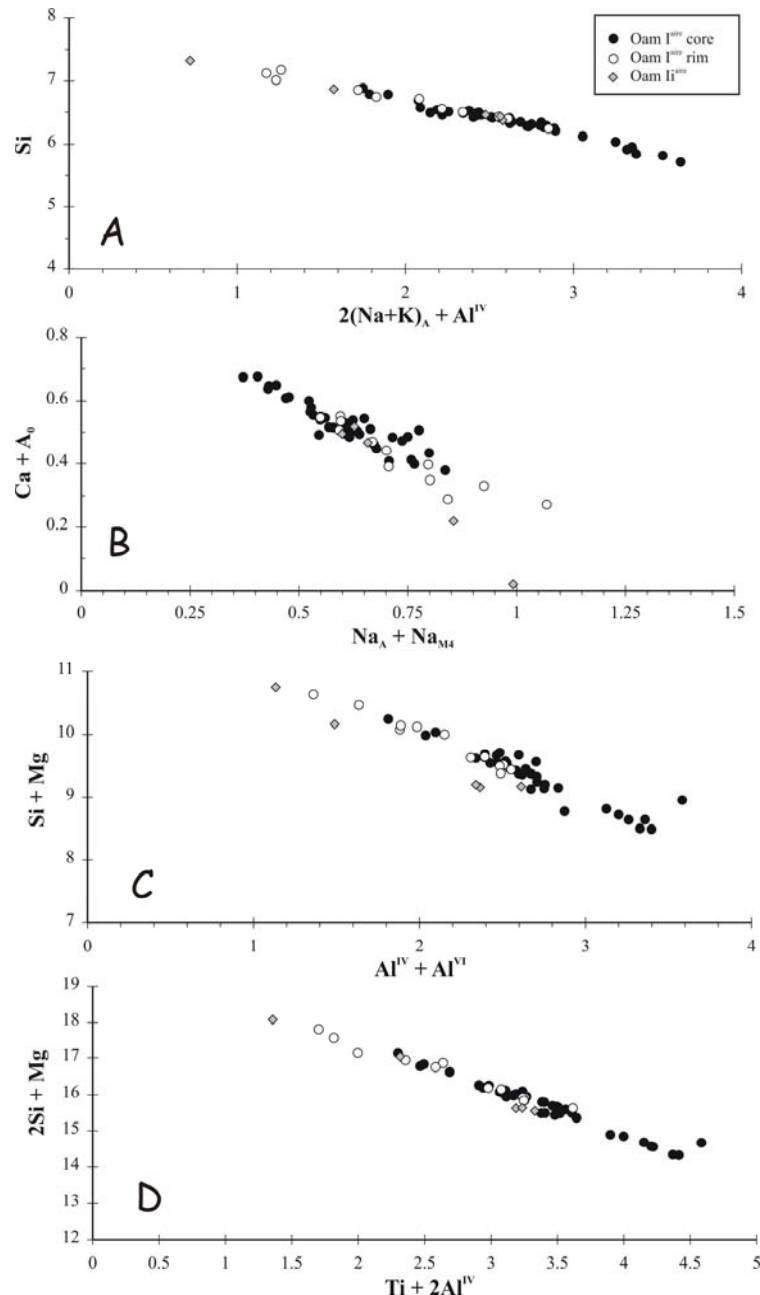 Oam I^aire core
Oam I^aire rim
Oam Ii^aire
Si
8
7
6
5
4
0 1 2 3 4
2(Na+K)_A + Al^IV
A
Ca + A_0
0.8
0.6
0.4
0.2
0
0 0.25 0.5 0.75 1 1.25 1.5
Na_A + Na_M4
B
Si + Mg
11
10
9
8
7
0 1 2 3 4
Al^IV + Al^VI
C
2Si + Mg
19
18
17
16
15
14
13
12
0 0.5 1 1.5 2 2.5 3 3.5 4 4.5 5
Ti + 2Al^IV
D